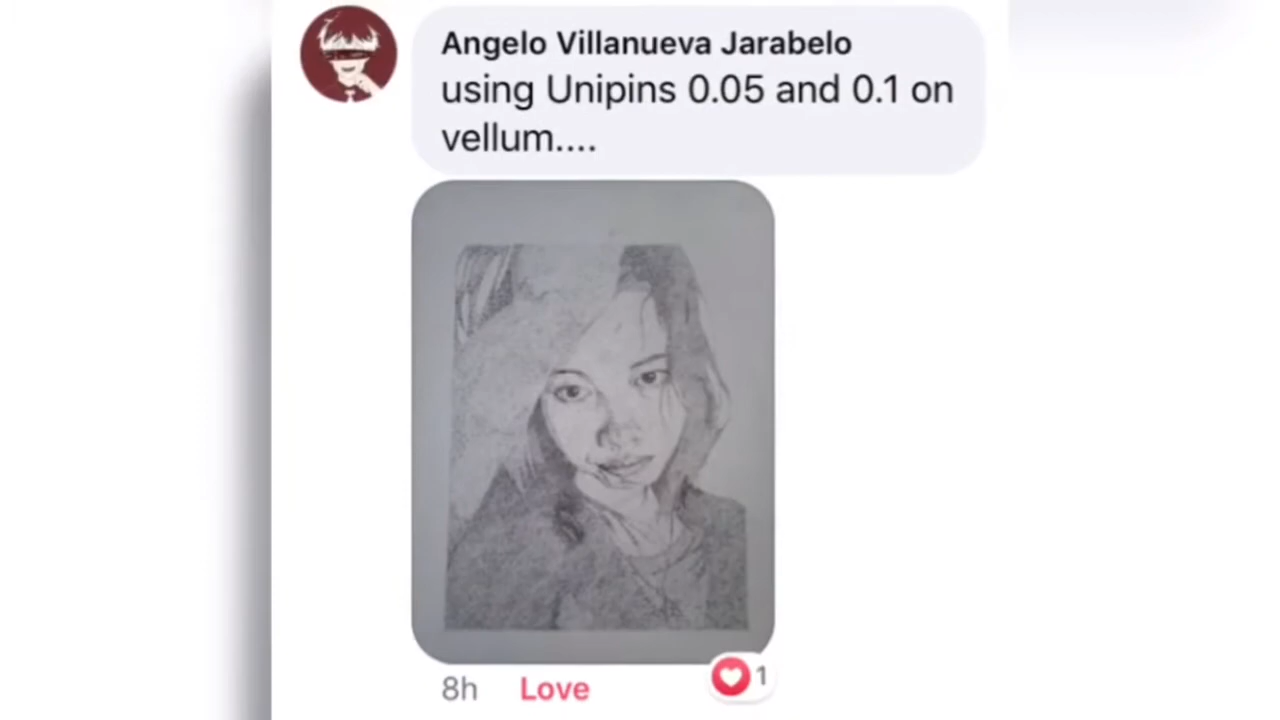 Angelo Villanueva Jarabelo
using Unipins 0.05 and 0.1 on
vellum....
8h Love 1